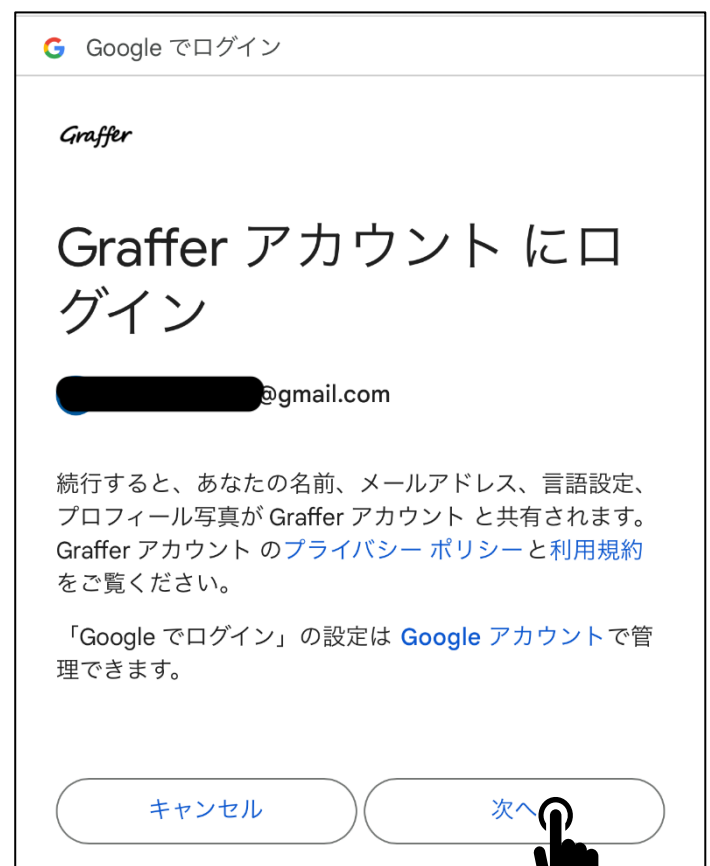 Google でログイン
Graffer
Graffer アカウント にロ
グイン
@gmail.com
続行すると、あなたの名前、メールアドレス、言語設定、
プロフィール写真が Graffer アカウント と共有されます。
Graffer アカウント のプライバシー ポリシーと利用規約
をご覧ください。
「Google でログイン」の設定は Google アカウントで管
理できます。
キャンセル
次へ